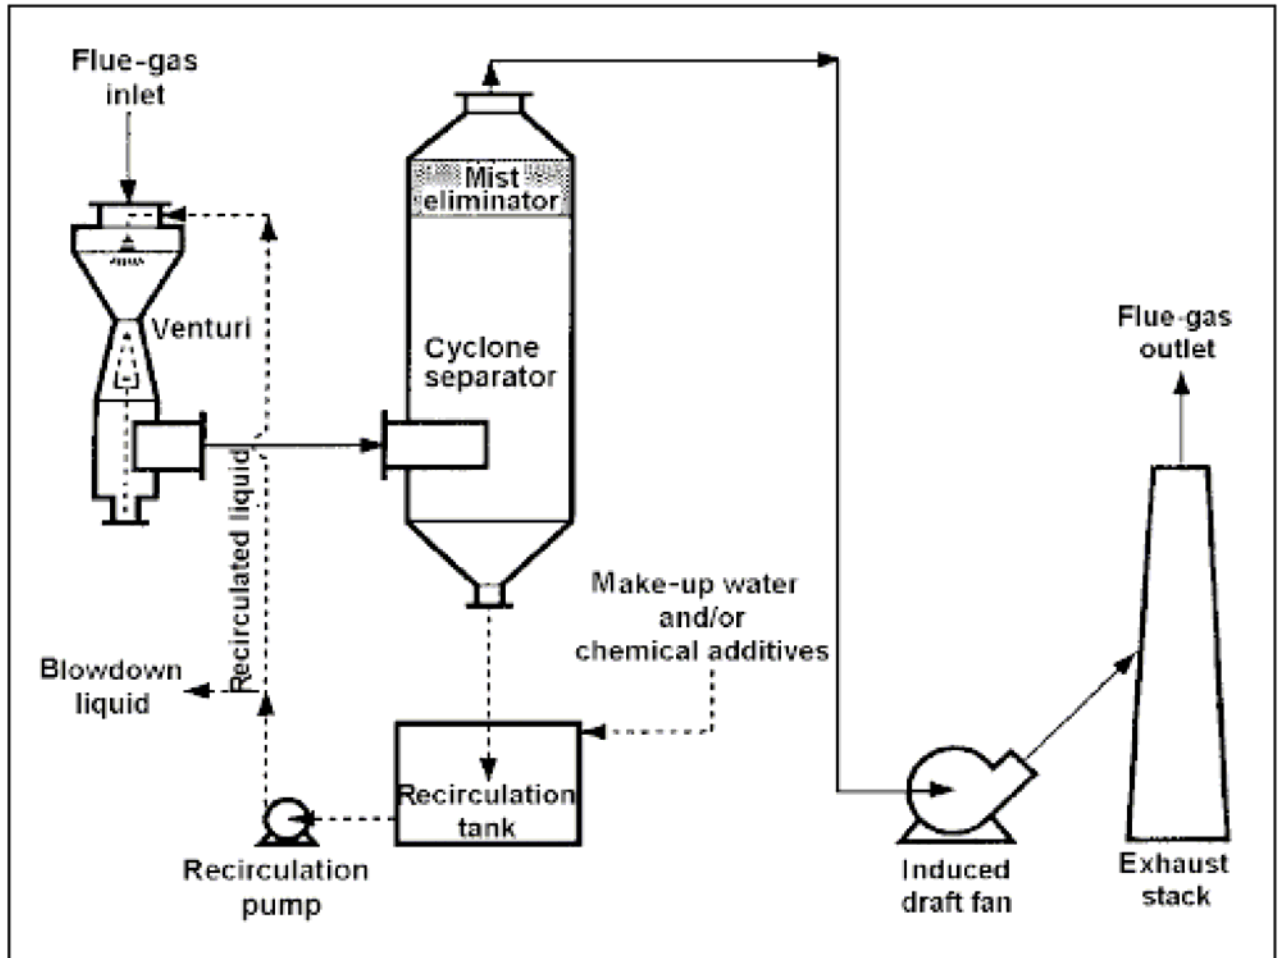 Flue-gas
inlet
Mist
eliminator
Venturi
Cyclone
separator
Flue-gas
outlet
Recirculated liquid
Make-up water
and/or
chemical additives
Blowdown
liquid
Recirculation
tank
Recirculation
pump
Induced
draft fan
Exhaust
stack